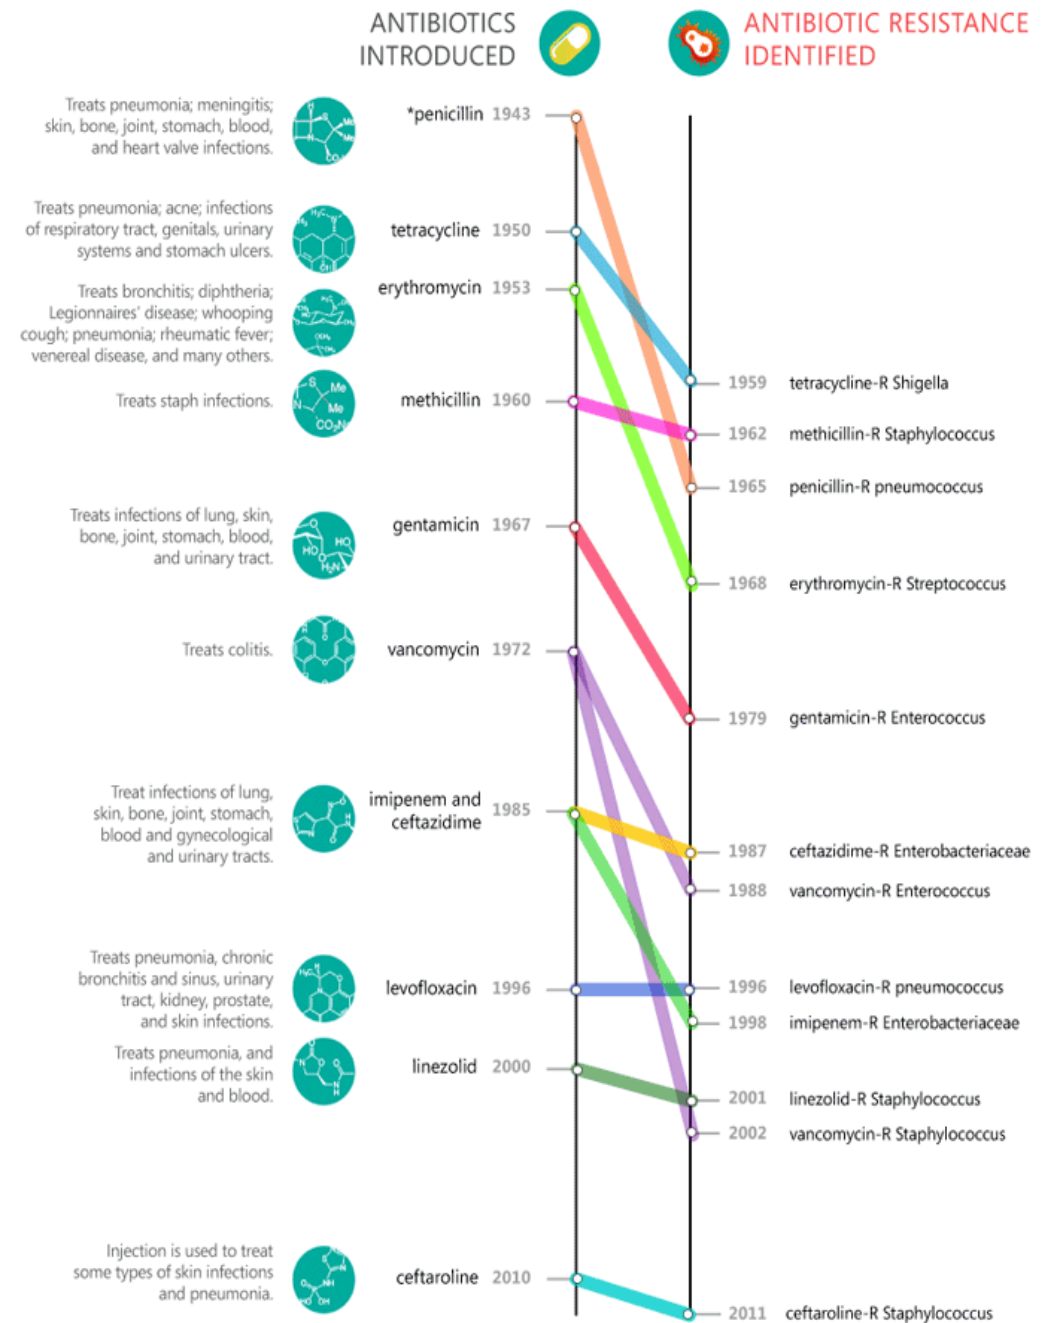 ANTIBIOTICS
INTRODUCED
ANTIBIOTIC RESISTANCE
IDENTIFIED
Treats pneumonia; meningitis;
skin, bone, joint, stomach, blood,
and heart valve infections.
*penicillin 1943
Treats pneumonia; acne; infections
of respiratory tract, genitals, urinary
systems and stomach ulcers.
tetracycline 1950
Treats bronchitis; diphtheria;
Legionnaires' disease; whooping
cough; pneumonia; rheumatic fever;
venereal disease, and many others.
erythromycin 1953
1959 tetracycline-R Shigella
Treats staph infections.
S
Me
N
Me
methicillin 1960
1962 methicillin-R Staphylococcus
1965 penicillin-R pneumococcus
Treats infections of lung, skin,
bone, joint, stomach, blood,
and urinary tract.
O
HO
HO
H₂N
gentamicin 1967
1968 erythromycin-R Streptococcus
Treats colitis.
vancomycin 1972
1979 gentamicin-R Enterococcus
Treat infections of lung,
skin, bone, joint, stomach,
blood and gynecological
and urinary tracts.
imipenem and
ceftazidime 1985
1987 ceftazidime-R Enterobacteriaceae
1988 vancomycin-R Enterococcus
Treats pneumonia, chronic
bronchitis and sinus, urinary
tract, kidney, prostate,
and skin infections.
levofloxacin 1996
1996 levofloxacin-R pneumococcus
1998 imipenem-R Enterobacteriaceae
Treats pneumonia, and
infections of the skin
and blood.
linezolid 2000
2001 linezolid-R Staphylococcus
2002 vancomycin-R Staphylococcus
Injection is used to treat
some types of skin infections
and pneumonia.
ceftaroline 2010
2011 ceftaroline-R Staphylococcus